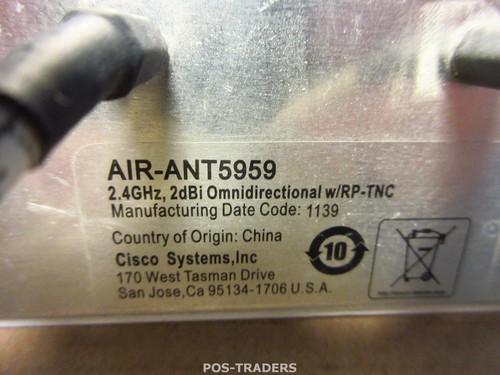 AIR-ANT5959
2.4GHz, 2dBi Omnidirectional w/RP-TNC
Manufacturing Date Code: 1139
Country of Origin: China
Cisco Systems,Inc
170 West Tasman Drive
San Jose,Ca 95134-1706 U.S.A.
10
POS-TRADERS